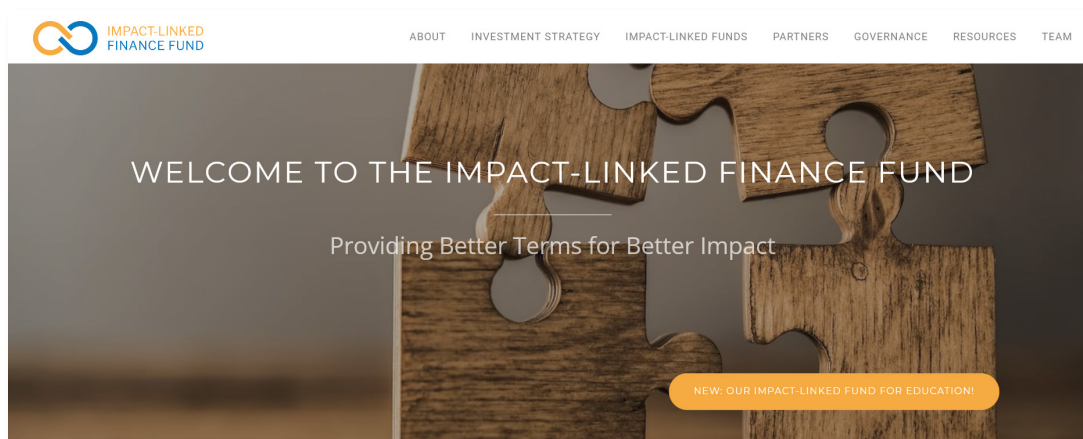 IMPACT-LINKED
FINANCE FUND
ABOUT INVESTMENT STRATEGY IMPACT-LINKED FUNDS PARTNERS GOVERNANCE RESOURCES TEAM
WELCOME TO THE IMPACT-LINKED FINANCE FUND
Providing Better Terms for Better Impact
NEW: OUR IMPACT-LINKED FUND FOR EDUCATION!